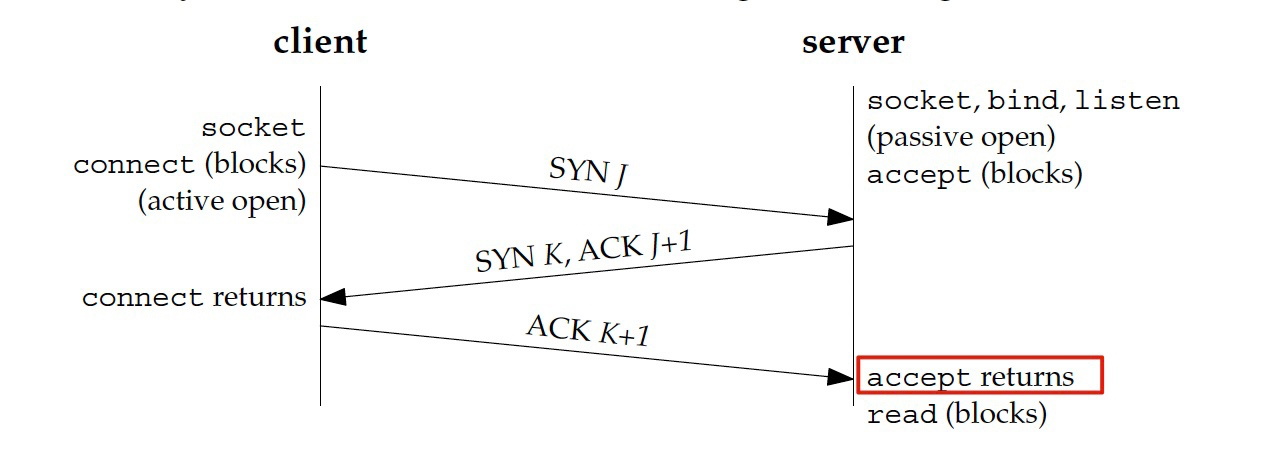 client
server
socket
connect (blocks)
(active open)
socket, bind, listen
(passive open)
accept (blocks)
SYN J
SYN K, ACK J+1
connect returns
ACK K+1
accept returns
read (blocks)